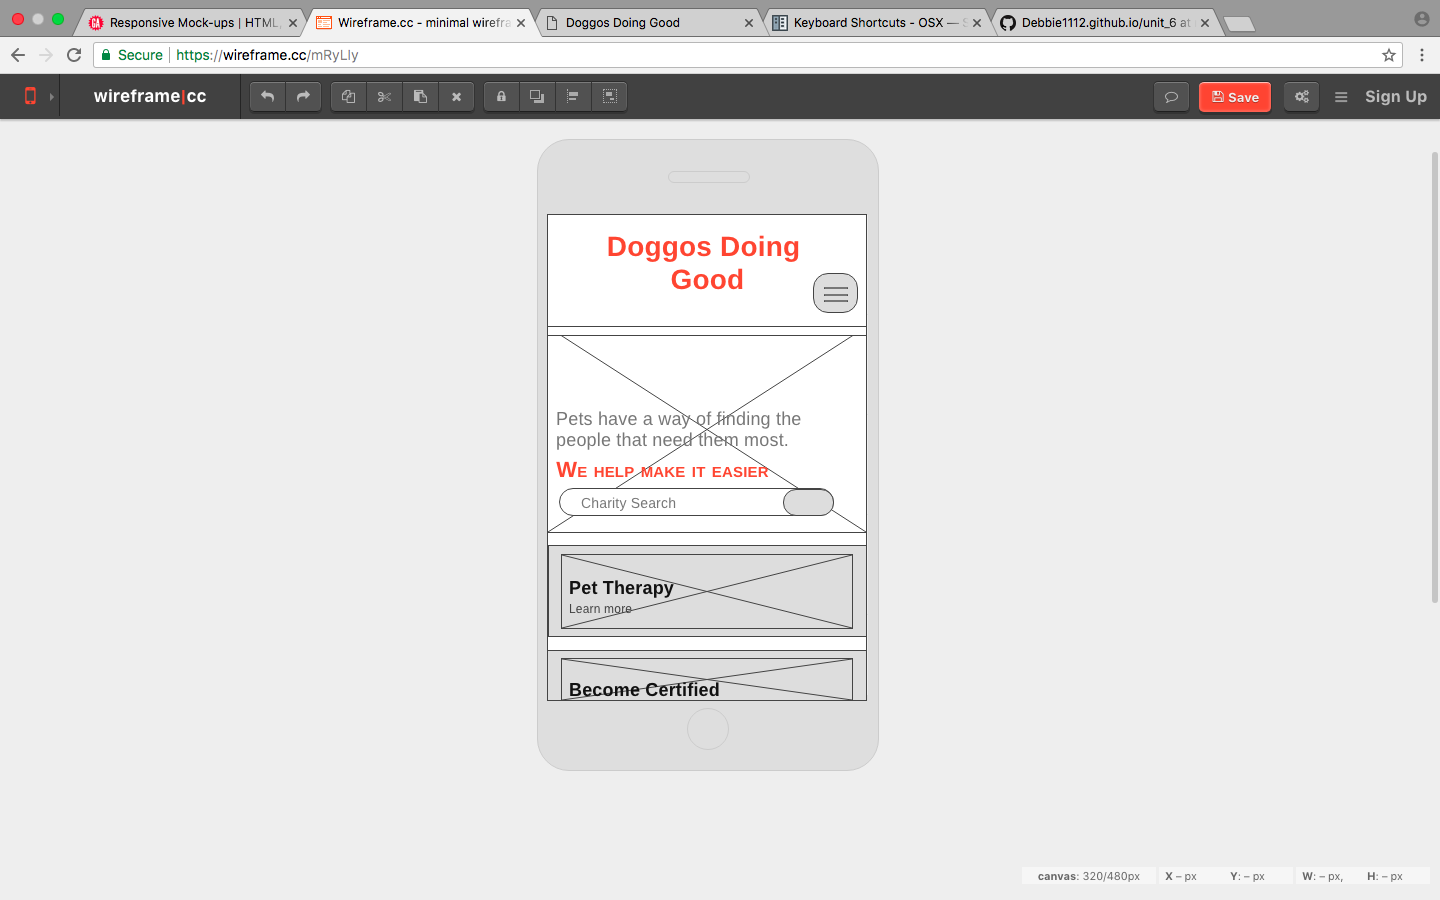 Responsive Mock-ups | HTML,
Wireframe.cc - minimal wirefra
Doggos Doing Good
Keyboard Shortcuts - OSX — S
Debbie1112.github.io/unit_6 at
Secure
https://wireframe.cc/mRyLIy
wireframe|cc
Save
Sign Up
Doggos Doing
Good
Pets have a way of finding the
people that need them most.
We help make it easier
Charity Search
Pet Therapy
Learn more
Become Certified
canvas: 320/480px
X – px
Y: – px
W: – px,
H: – px